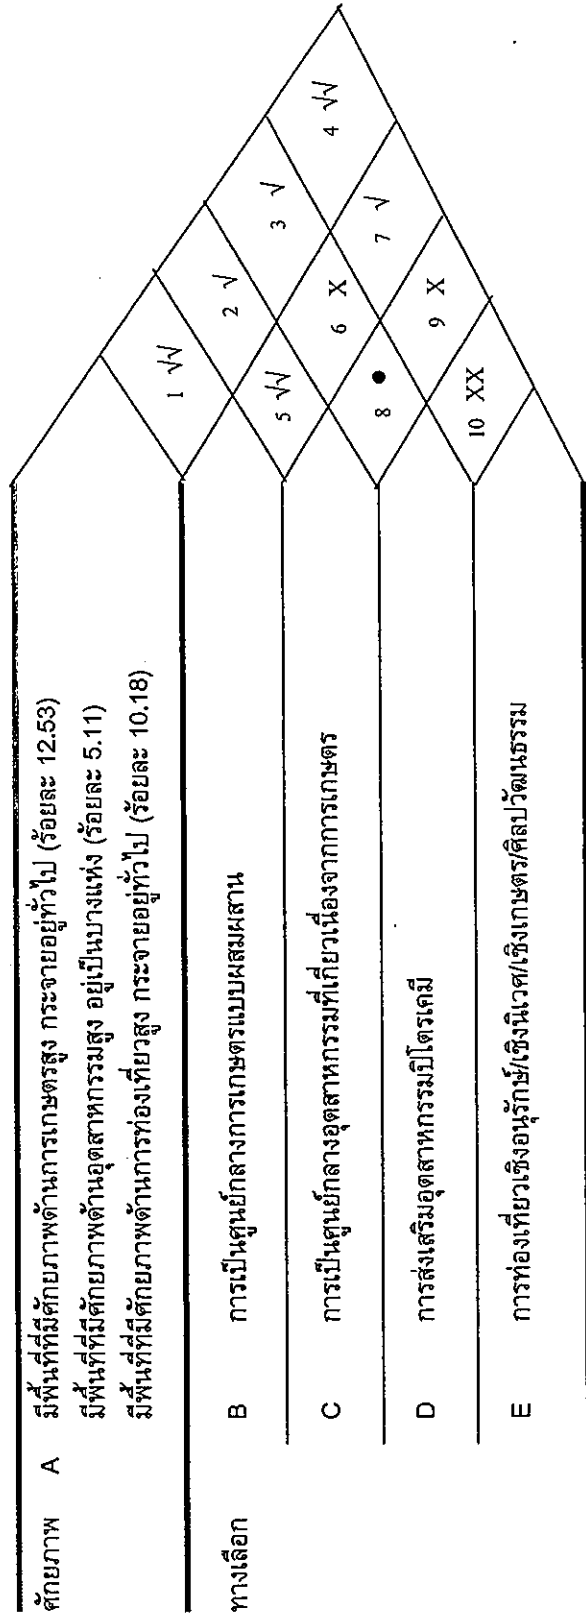 ศักยภาพ A มีพื้นที่ที่มีศักยภาพด้านการเกษตรสูง กระจายอยู่ทั่วไป (ร้อยละ 12.53)
มีพื้นที่ที่มีศักยภาพด้านอุตสาหกรรมสูง อยู่เป็นบางแห่ง (ร้อยละ 5.11)
มีพื้นที่ที่มีศักยภาพด้านการท่องเที่ยวสูง กระจายอยู่ทั่วไป (ร้อยละ 10.18)
ทางเลือก B การเป็นศูนย์กลางการเกษตรแบบผสมผสาน
C การเป็นศูนย์กลางอุตสาหกรรมที่เกี่ยวเนื่องจากการเกษตร
D การส่งเสริมอุตสาหกรรมปิโตรเคมี
E การท่องเที่ยวเชิงอนุรักษ์/เชิงนิเวศ/เชิงเกษตร/ศิลปวัฒนธรรม
1 √√
2 √
3 √
4 √√
5 √√
6 X
7 √
8 ●
9 X
10 XX